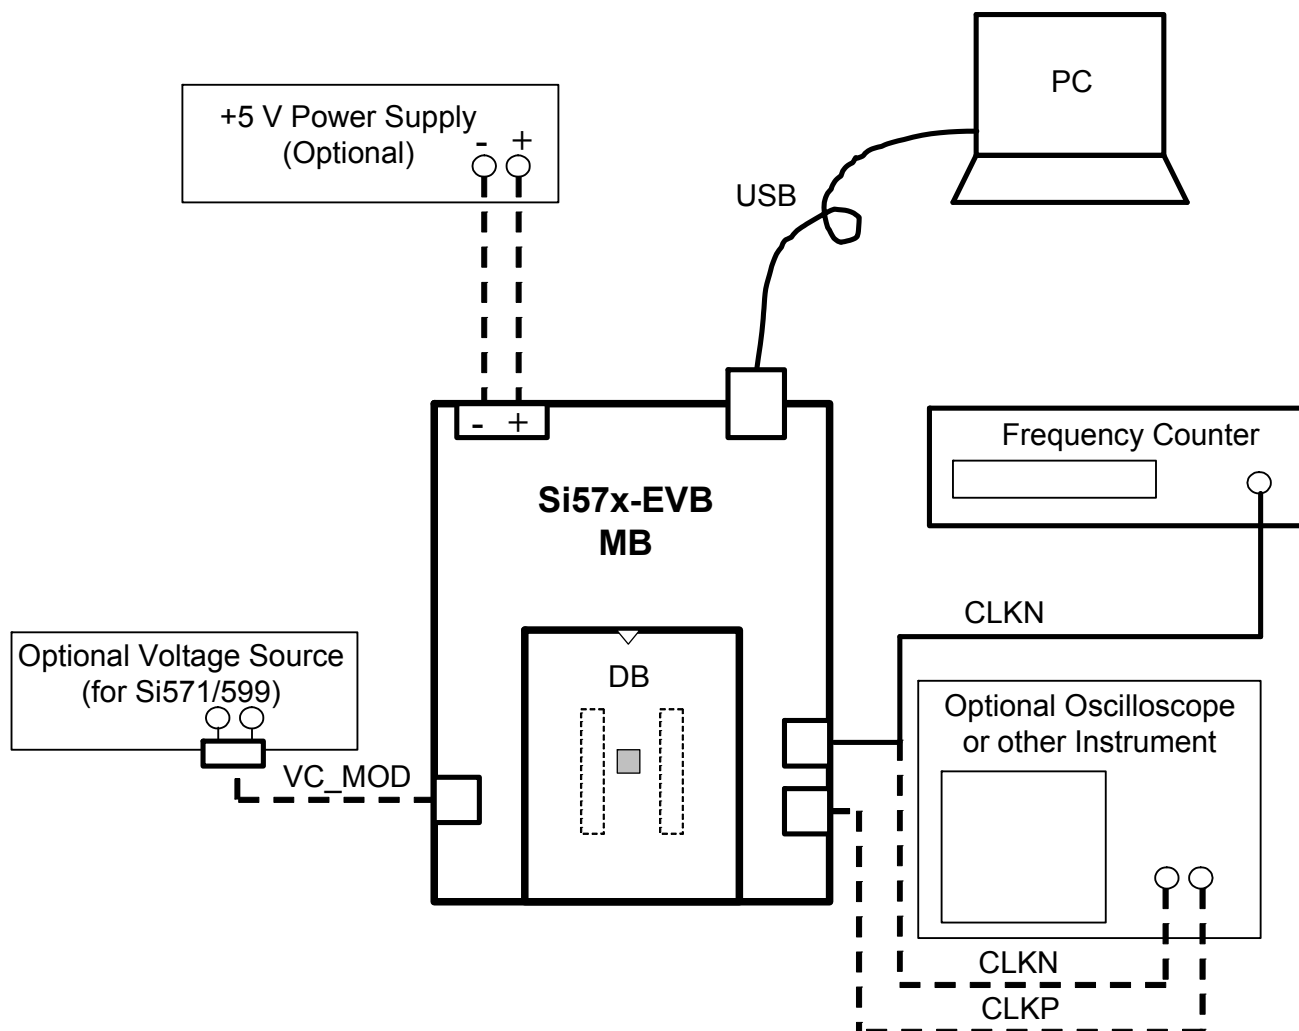 PC
+5 V Power Supply
(Optional)
- +
USB
- +
Frequency Counter
Si57x-EVB
MB
CLKN
Optional Voltage Source
(for Si571/599)
DB
Optional Oscilloscope
or other Instrument
VC_MOD
CLKN
CLKP